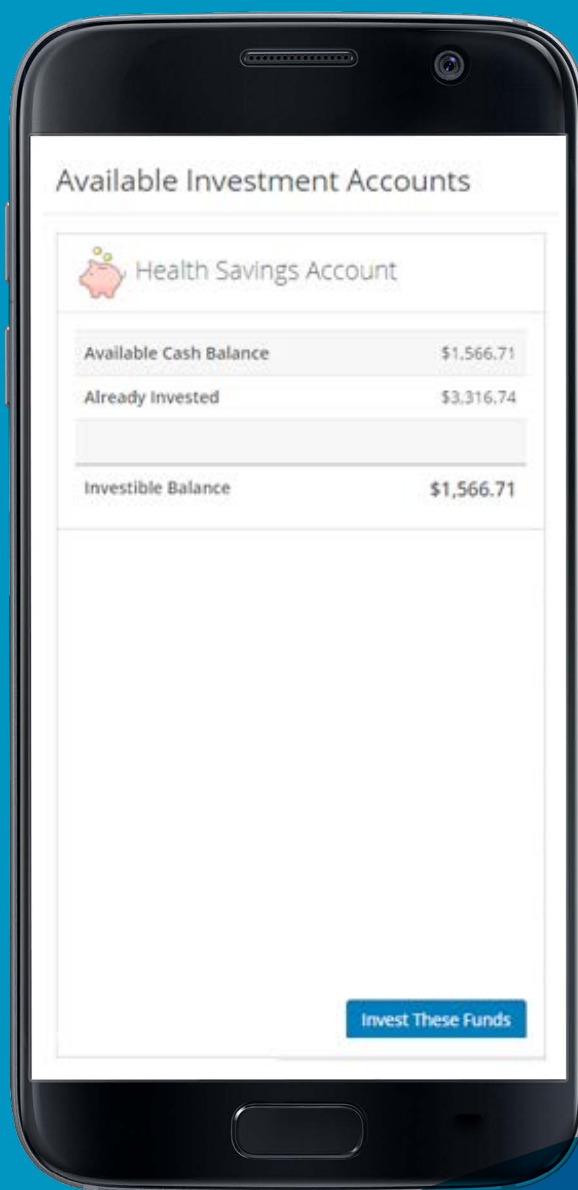 Available Investment Accounts
Health Savings Account
Available Cash Balance $1,566.71
Already Invested $3,316.74
Investible Balance $1,566.71
Invest These Funds